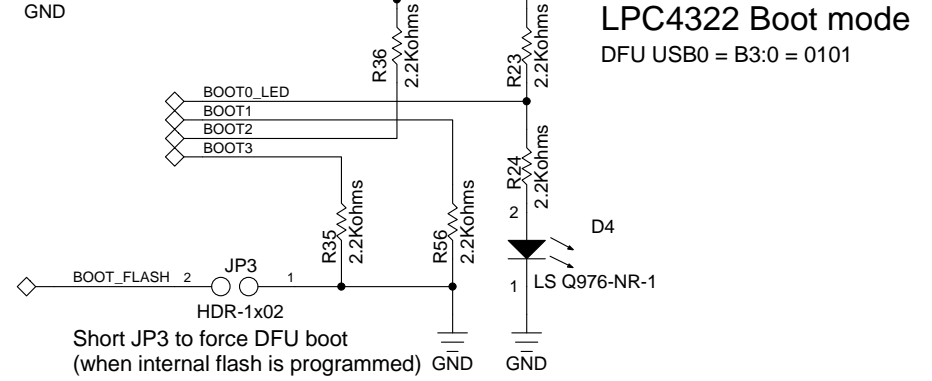 GND
LPC4322 Boot mode
DFU USB0 = B3:0 = 0101
R36
2.2Kohms
R23
2.2Kohms
BOOT0_LED
BOOT1
BOOT2
BOOT3
R24
2.2Kohms
2
D4
R35
2.2Kohms
R56
2.2Kohms
1
LS Q976-NR-1
BOOT_FLASH
2
JP3
1
HDR-1x02
Short JP3 to force DFU boot
(when internal flash is programmed)
GND
GND